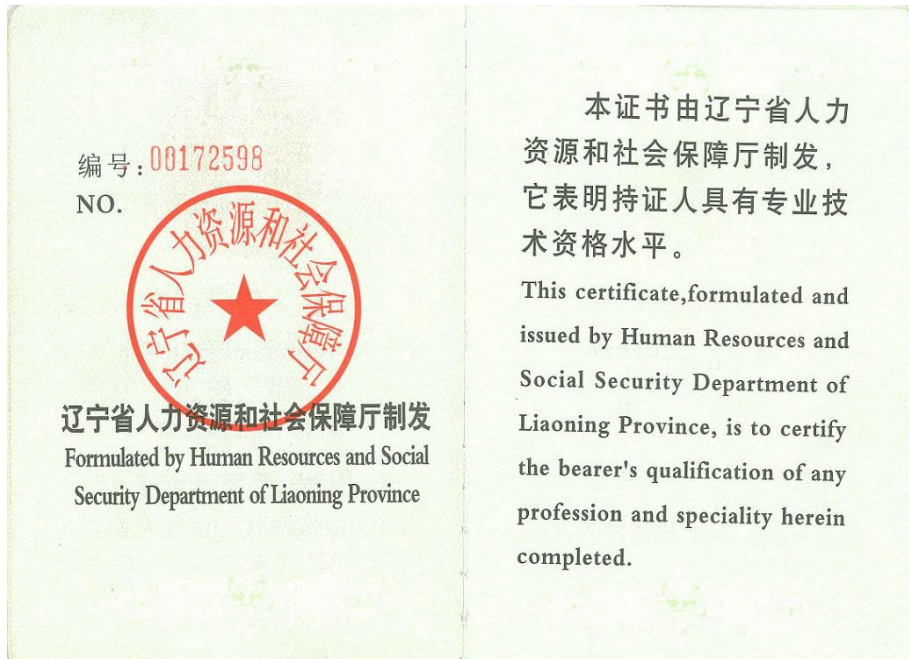 编号:00172598
NO.
辽宁省人力资源和社会保障厅
辽宁省人力资源和社会保障厅制发
Formulated by Human Resources and Social
Security Department of Liaoning Province
本证书由辽宁省人力
资源和社会保障厅制发，
它表明持证人具有专业技
术资格水平。
This certificate,formulated and
issued by Human Resources and
Social Security Department of
Liaoning Province, is to certify
the bearer's qualification of any
profession and speciality herein
completed.